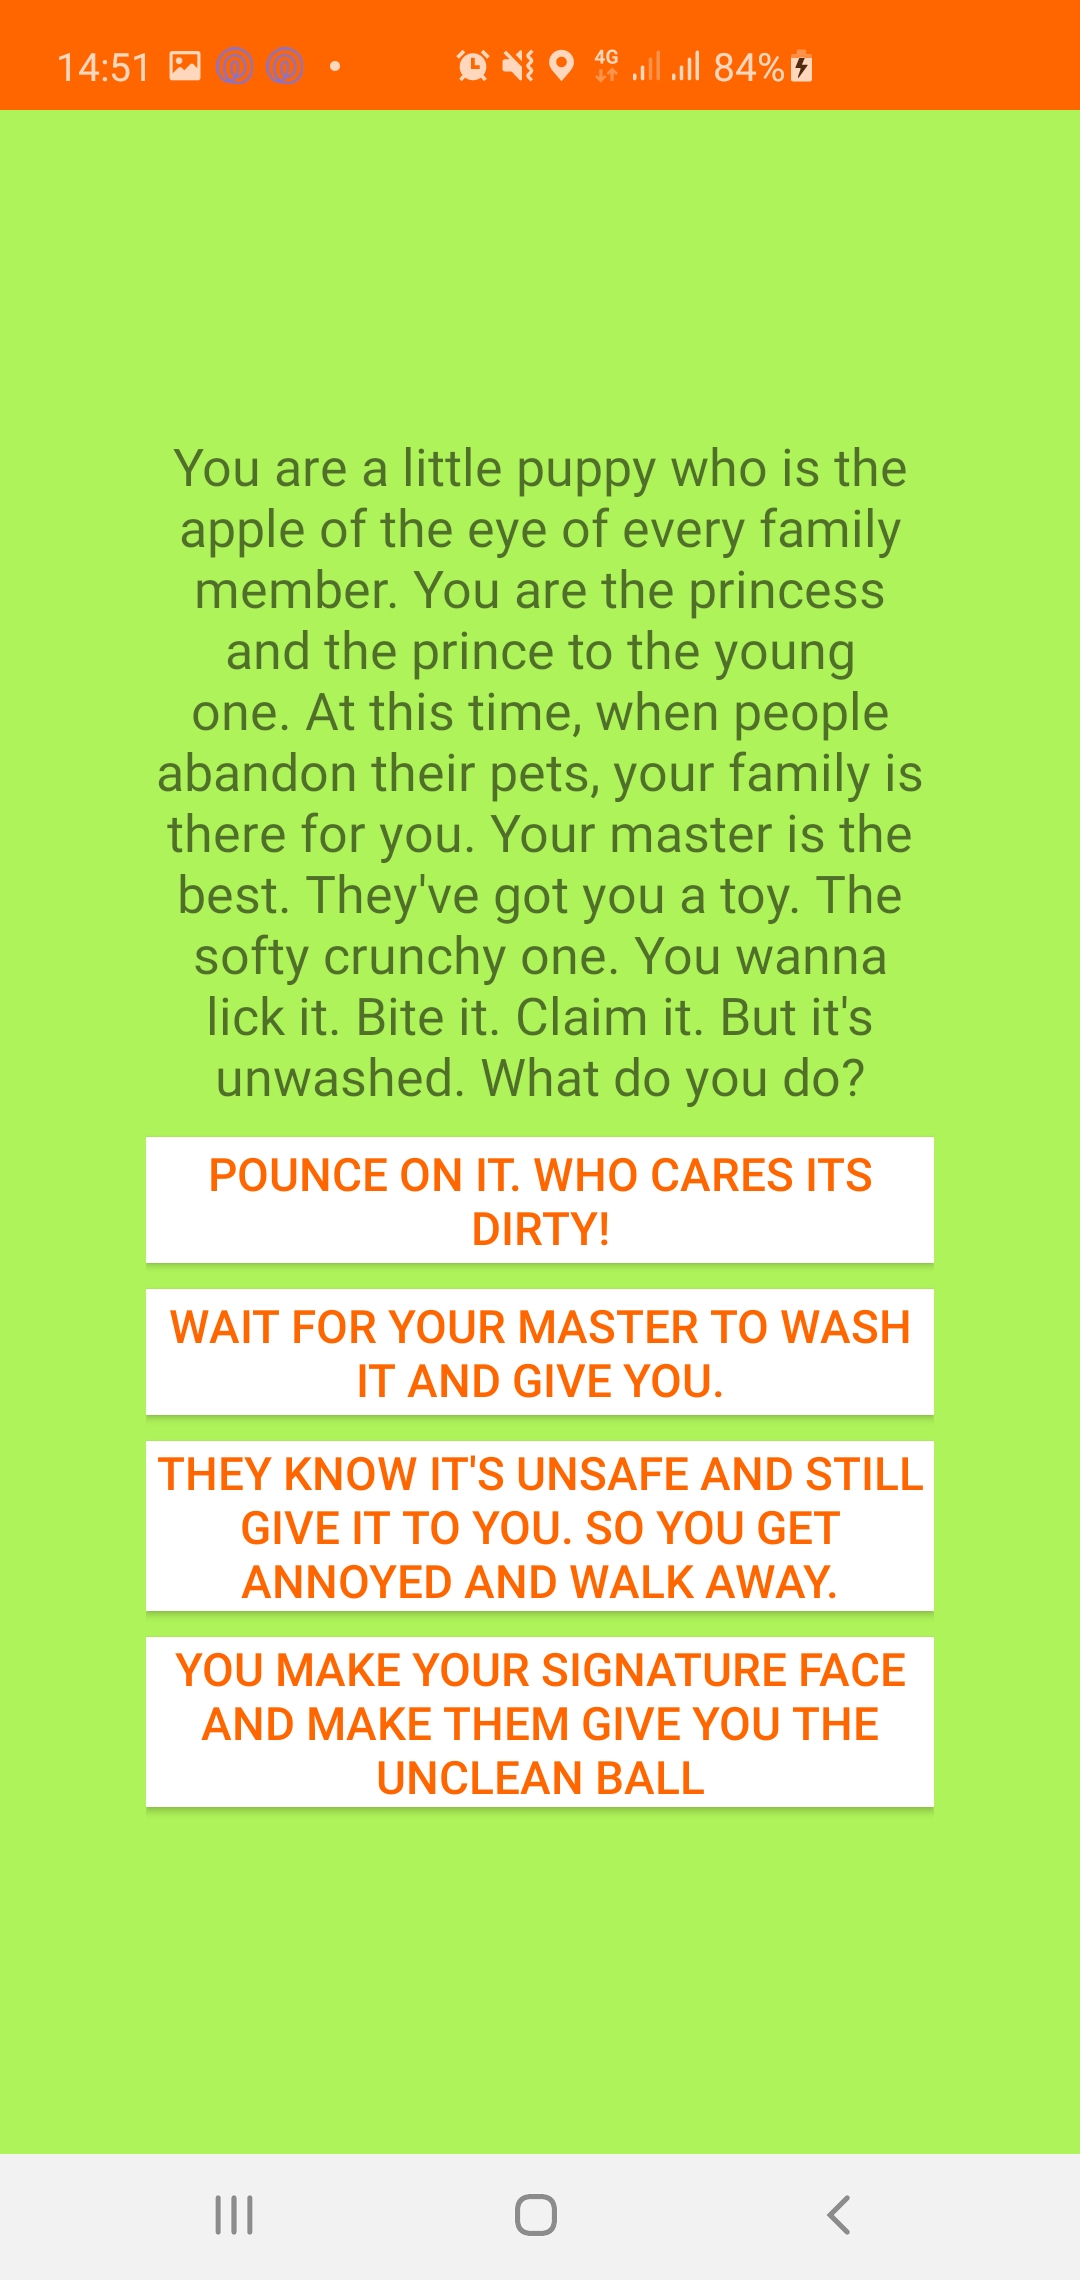 14:51
4G
84%
You are a little puppy who is the
apple of the eye of every family
member. You are the princess
and the prince to the young
one. At this time, when people
abandon their pets, your family is
there for you. Your master is the
best. They've got you a toy. The
softy crunchy one. You wanna
lick it. Bite it. Claim it. But it's
unwashed. What do you do?
POUNCE ON IT. WHO CARES ITS
DIRTY!
WAIT FOR YOUR MASTER TO WASH
IT AND GIVE YOU.
THEY KNOW IT'S UNSAFE AND STILL
GIVE IT TO YOU. SO YOU GET
ANNOYED AND WALK AWAY.
YOU MAKE YOUR SIGNATURE FACE
AND MAKE THEM GIVE YOU THE
UNCLEAN BALL